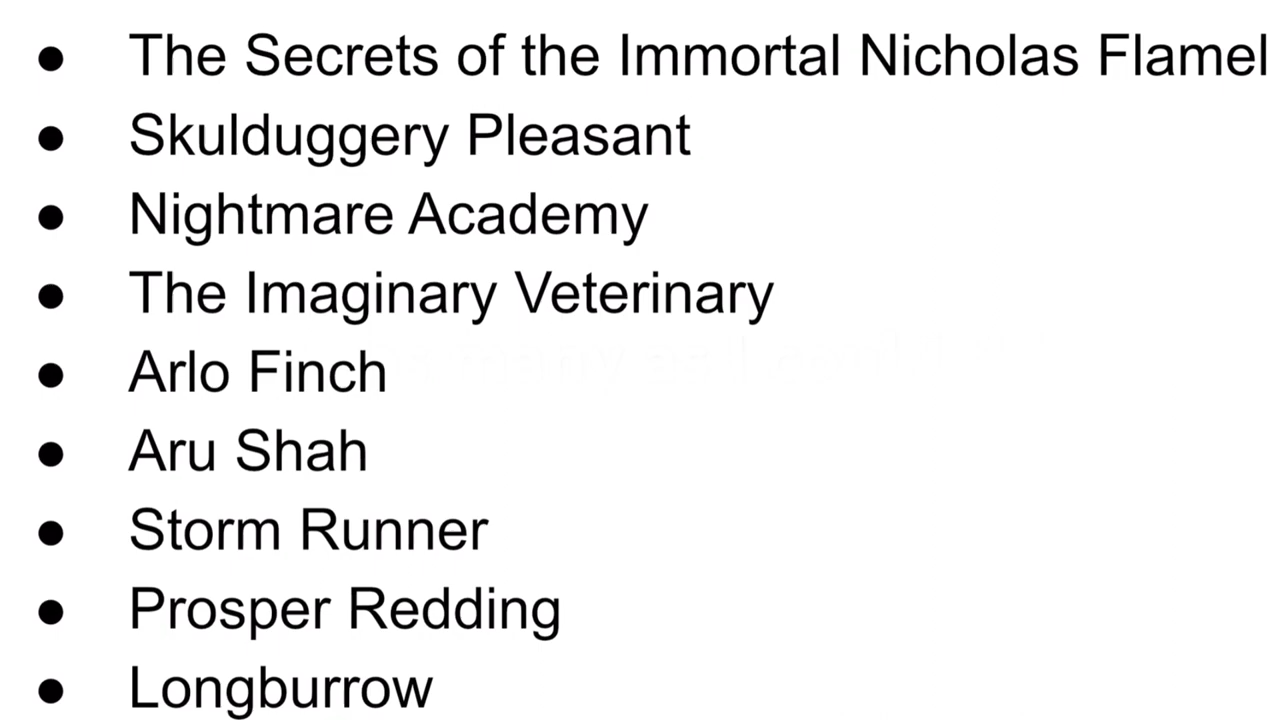 ● The Secrets of the Immortal Nicholas Flamel
● Skulduggery Pleasant
● Nightmare Academy
● The Imaginary Veterinary
● Arlo Finch
● Aru Shah
● Storm Runner
● Prosper Redding
● Longburrow